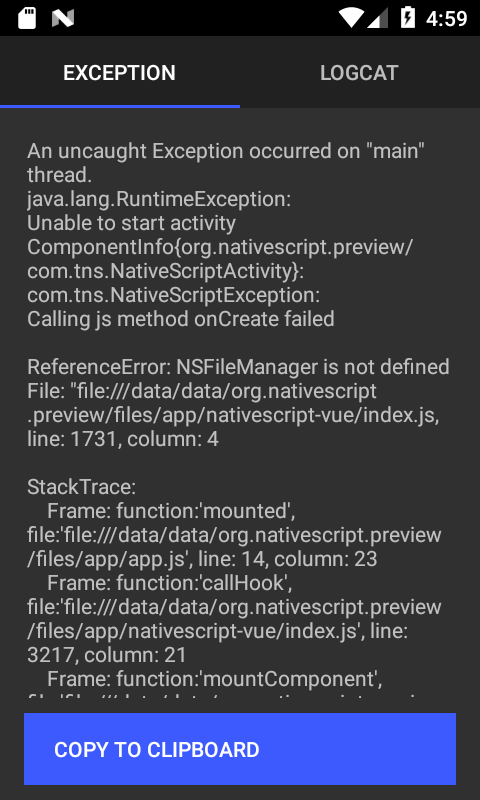 4:59
EXCEPTION
LOGCAT
An uncaught Exception occurred on "main"
thread.
java.lang.RuntimeException:
Unable to start activity
ComponentInfo{org.nativescript.preview/
com.tns.NativeScriptActivity}:
com.tns.NativeScriptException:
Calling js method onCreate failed
ReferenceError: NSFileManager is not defined
File: "file:///data/data/org.nativescript
.preview/files/app/nativescript-vue/index.js,
line: 1731, column: 4
StackTrace:
Frame: function:'mounted',
file:'file:///data/data/org.nativescript.preview
/files/app/app.js', line: 14, column: 23
Frame: function:'callHook',
file:'file:///data/data/org.nativescript.preview
/files/app/nativescript-vue/index.js', line:
3217, column: 21
Frame: function:'mountComponent',
COPY TO CLIPBOARD